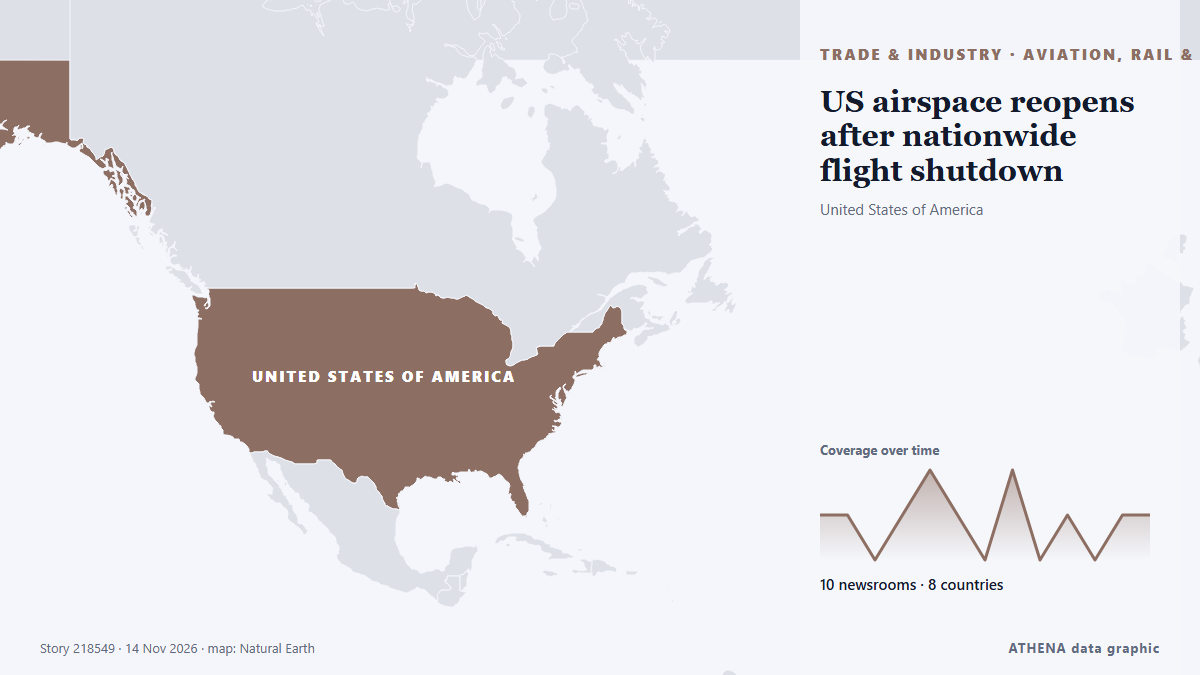 TRADE & INDUSTRY · AVIATION, RAIL &
US airspace reopens
after nationwide
flight shutdown
United States of America
UNITED STATES OF AMERICA
Coverage over time
10 newsrooms · 8 countries
Story 218549 · 14 Nov 2026 · map: Natural Earth
ATHENA data graphic